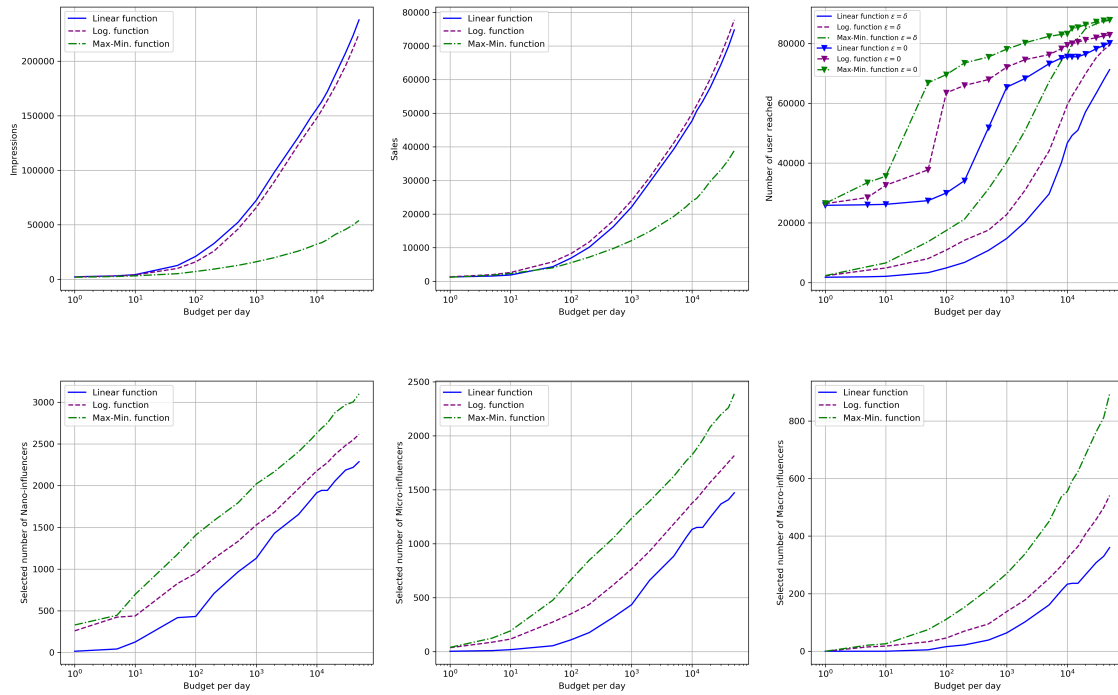 Linear function
Log. function
Max-Min. function
200000
150000
100000
50000
0
Impressions
10^0
10^1
10^2
10^3
10^4
Budget per day
Linear function
Log. function
Max-Min. function
80000
70000
60000
50000
40000
30000
20000
10000
0
Sales
10^0
10^1
10^2
10^3
10^4
Budget per day
Linear function ε = δ
Log. function ε = δ
Max-Min. function ε = δ
Linear function ε = 0
Log. function ε = 0
Max-Min. function ε = 0
80000
60000
40000
20000
0
Number of user reached
10^0
10^1
10^2
10^3
10^4
Budget per day
Linear function
Log. function
Max-Min. function
3000
2500
2000
1500
1000
500
0
Selected number of Nano-influencers
10^0
10^1
10^2
10^3
10^4
Budget per day
Linear function
Log. function
Max-Min. function
2500
2000
1500
1000
500
0
Selected number of Micro-influencers
10^0
10^1
10^2
10^3
10^4
Budget per day
Linear function
Log. function
Max-Min. function
800
600
400
200
0
Selected number of Macro-influencers
10^0
10^1
10^2
10^3
10^4
Budget per day